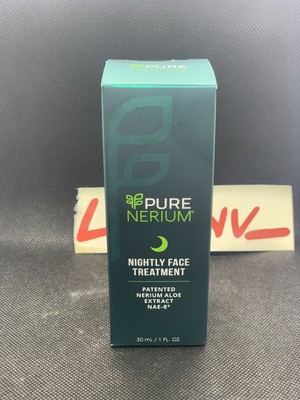 PURE
PURE
NERIUM®
NIGHTLY FACE
TREATMENT
PATENTED
NERIUM ALOE
EXTRACT
NAE-8®
30 mL / 1 FL. OZ.